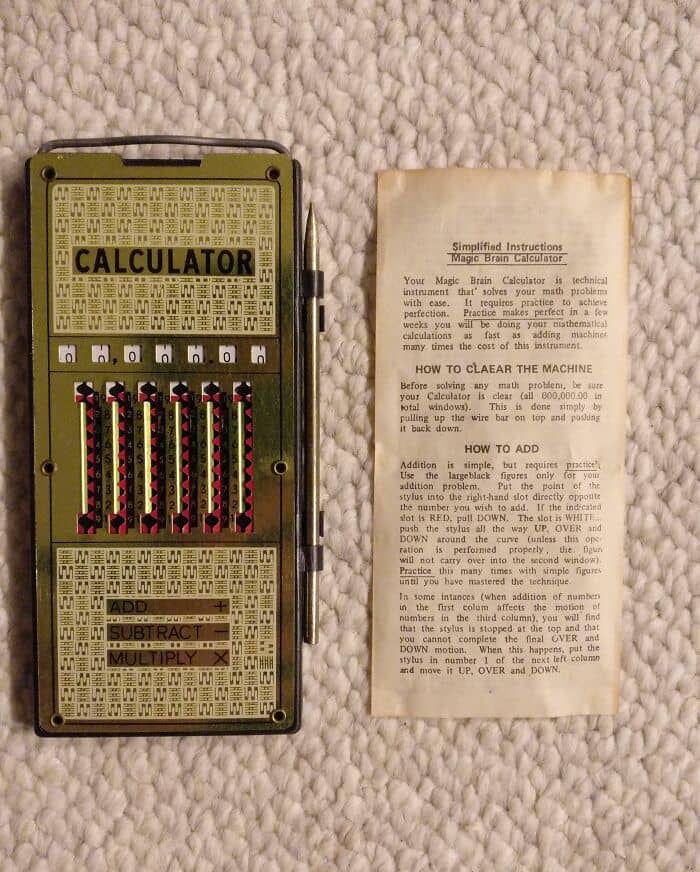 CALCULATOR
0 0,0 0 0.0 0
ADD +
SUBTRACT −
MULTIPLY X
Simplified Instructions
Magic Brain Calculator
Your Magic Brain Calculator is technical
instrument that solves your math problems
with ease. It requires practice to achieve
perfection. Practice makes perfect in a few
weeks you will be doing your mathematical
calculations as fast as adding machines
many times the cost of this instrument.
HOW TO CLAEAR THE MACHINE
Before solving any math problem, be sure
your Calculator is clear (all 000,000.00 in
total windows). This is done simply by
pulling up the wire bar on top and pushing
it back down.
HOW TO ADD
Addition is simple, but requires practice!
Use the largeblack figures only for your
addition problem. Put the point of the
stylus into the right-hand slot directly opposite
the number you wish to add. If the indicated
slot is RED, pull DOWN. The slot is WHITE...
push the stylus all the way UP, OVER and
DOWN around the curve (unless this ope-
ration is performed properly, the figure
will not carry over into the second window).
Practice this many times with simple figures
until you have mastered the technique.
In some intances (when addition of numbers
in the first colum affects the motion of
numbers in the third column), you will find
that the stylus is stopped at the top and that
you cannot complete the final OVER and
DOWN motion. When this happens, put the
stylus in number 1 of the next left column
and move it UP, OVER and DOWN.